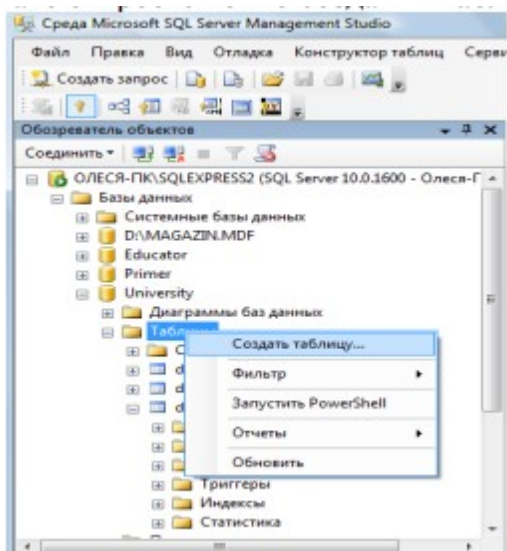 Среда Microsoft SQL Server Management Studio
Файл Правка Вид Отладка Конструктор таблиц Серви
Создать запрос
Обозреватель объектов
Соединить
ОЛЕСЯ-ПК\SQLEXPRESS2 (SQL Server 10.0.1600 - Олеся-П
Базы данных
Системные базы данных
D:\MAGAZIN.MDF
Educator
Primer
University
Диаграммы баз данных
Таблицы
Создать таблицу...
С
Фильтр
d
d
Запустить PowerShell
d
Отчеты
Обновить
Триггеры
Индексы
Статистика